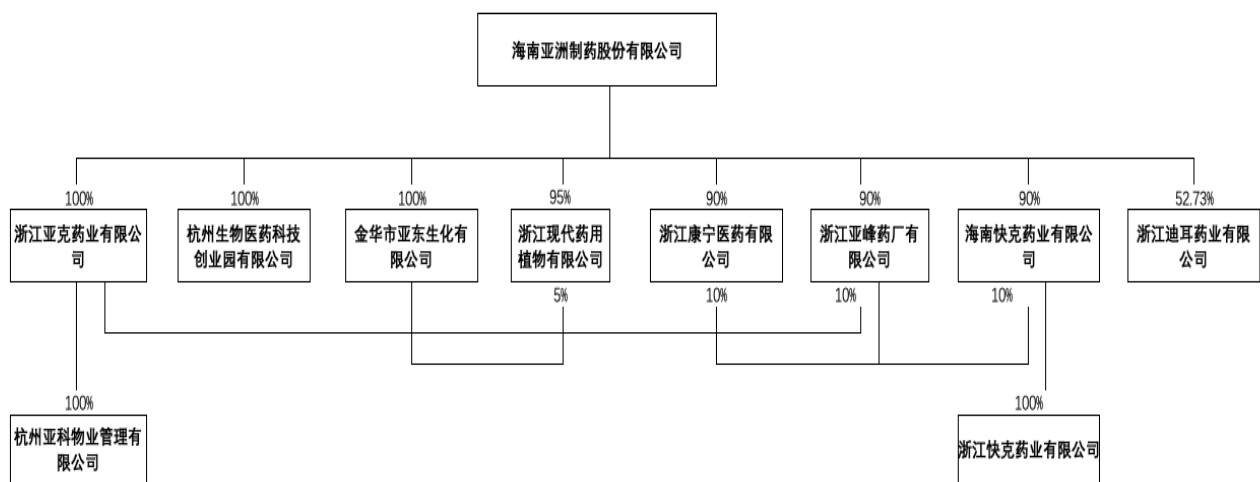 海南亚洲制药股份有限公司
100%
100%
100%
95%
90%
90%
90%
52.73%
浙江亚克药业有限公
司
杭州生物医药科技
创业园有限公司
金华市亚东生化有
限公司
浙江现代药用
植物有限公司
浙江康宁医药有限
公司
浙江亚峰药厂有
限公司
海南快克药业有限公
司
浙江迪耳药业有限
公司
5%
10%
10%
10%
100%
100%
杭州亚科物业管理有
限公司
浙江快克药业有限公司